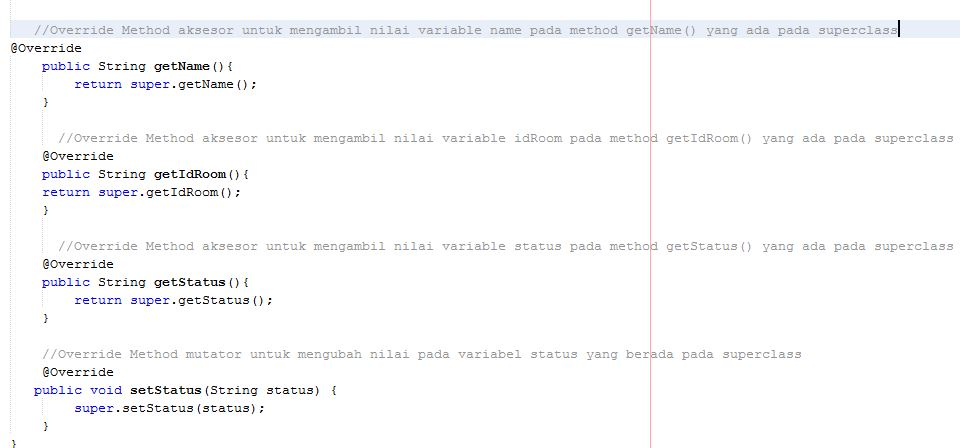 //Override Method aksesor untuk mengambil nilai variable name pada method getName() yang ada pada superclass
@Override
public String getName(){
return super.getName();
}
//Override Method aksesor untuk mengambil nilai variable idRoom pada method getIdRoom() yang ada pada superclass
@Override
public String getIdRoom(){
return super.getIdRoom();
}
//Override Method aksesor untuk mengambil nilai variable status pada method getStatus() yang ada pada superclass
@Override
public String getStatus(){
return super.getStatus();
}
//Override Method mutator untuk mengubah nilai pada variabel status yang berada pada superclass
@Override
public void setStatus(String status) {
super.setStatus(status);
}
}